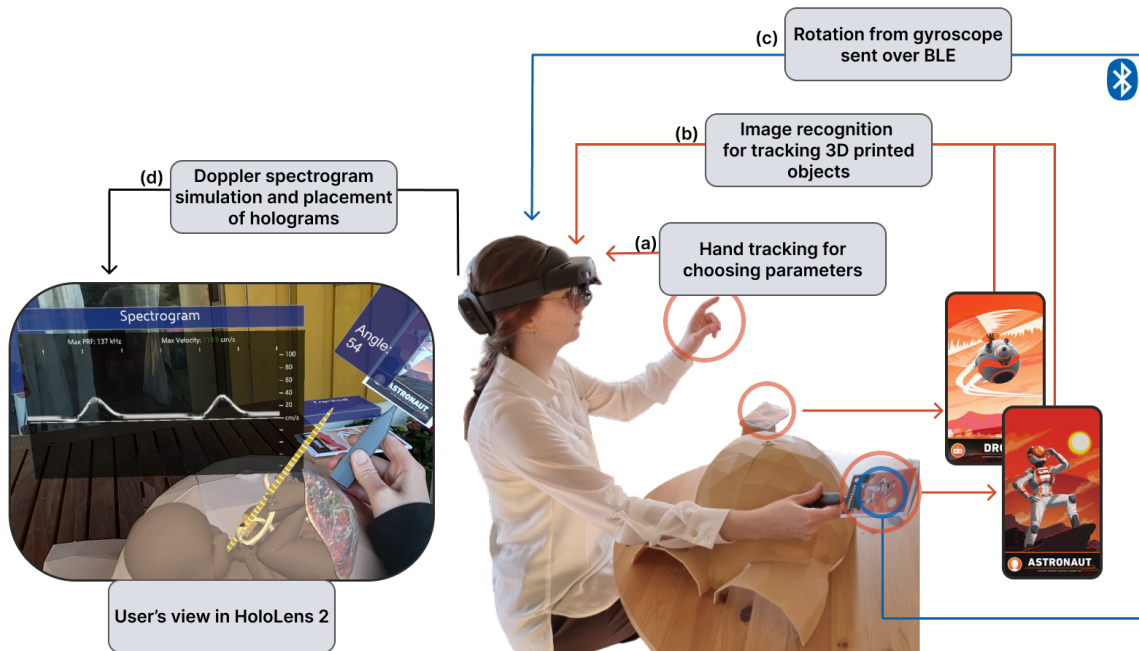 (c)
Rotation from gyroscope
sent over BLE
(b)
Image recognition
for tracking 3D printed
objects
(d)
Doppler spectrogram
simulation and placement
of holograms
(a)
Hand tracking for
choosing parameters
Spectrogram
Max PRF: 137 kHz
cm/s
Max Velocity:
100
80
60
40
20
cm/s
Angle:
54
ASTRONAUT
Tracked
DRO
ASTRONAUT
User's view in HoloLens 2